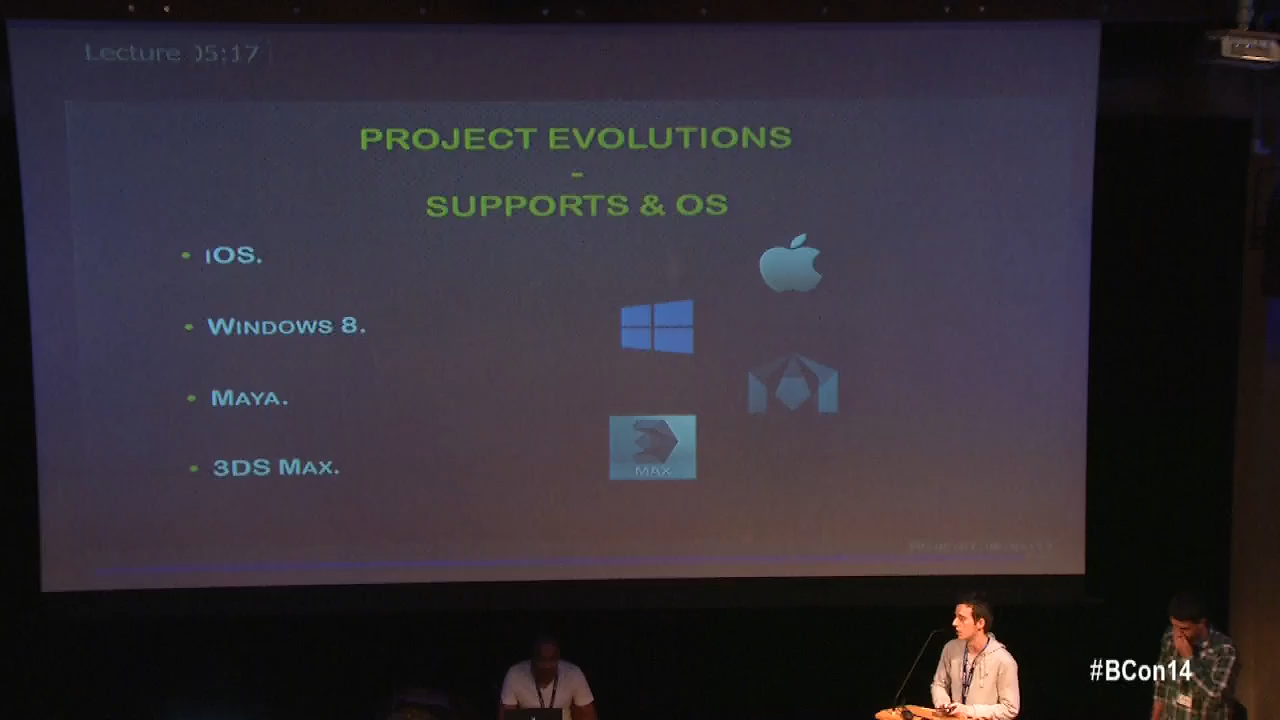 Lecture 05:17
PROJECT EVOLUTIONS
-
SUPPORTS & OS
• iOS.
• WINDOWS 8.
• MAYA.
• 3DS MAX.
MAX
#BCon14